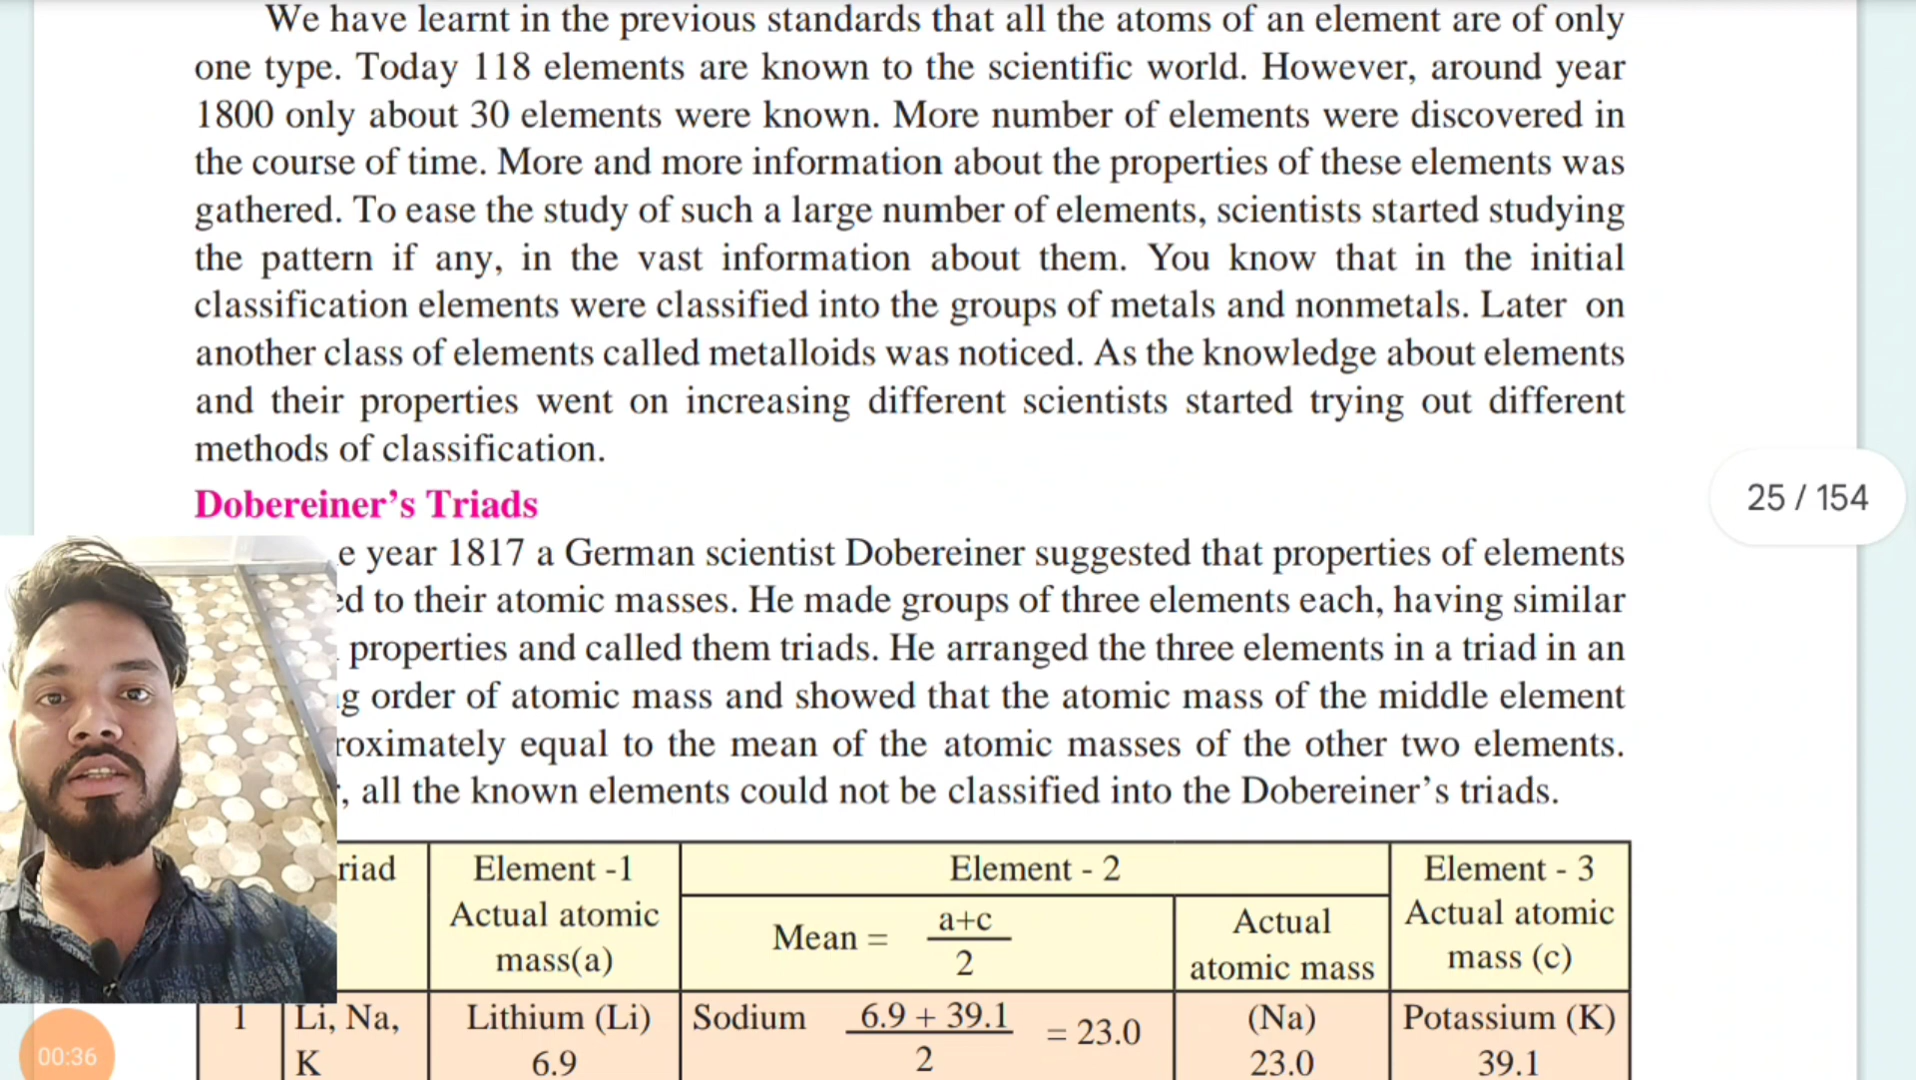 We have learnt in the previous standards that all the atoms of an element are of only
one type. Today 118 elements are known to the scientific world. However, around year
1800 only about 30 elements were known. More number of elements were discovered in
the course of time. More and more information about the properties of these elements was
gathered. To ease the study of such a large number of elements, scientists started studying
the pattern if any, in the vast information about them. You know that in the initial
classification elements were classified into the groups of metals and nonmetals. Later on
another class of elements called metalloids was noticed. As the knowledge about elements
and their properties went on increasing different scientists started trying out different
methods of classification.
25 / 154
Dobereiner's Triads
year 1817 a German scientist Dobereiner suggested that properties of elements
to their atomic masses. He made groups of three elements each, having similar
properties and called them triads. He arranged the three elements in a triad in an
order of atomic mass and showed that the atomic mass of the middle element
equal to the mean of the atomic masses of the other two elements.
, all the known elements could not be classified into the Dobereiner's triads.
riad
Element -1
Actual atomic
mass(a)
Element - 2
Mean = a+c
2
Actual
atomic mass
Element - 3
Actual atomic
mass (c)
1
Li, Na,
K
Lithium (Li)
6.9
Sodium 6.9 + 39.1 = 23.0
2
(Na)
23.0
Potassium (K)
39.1
00:36